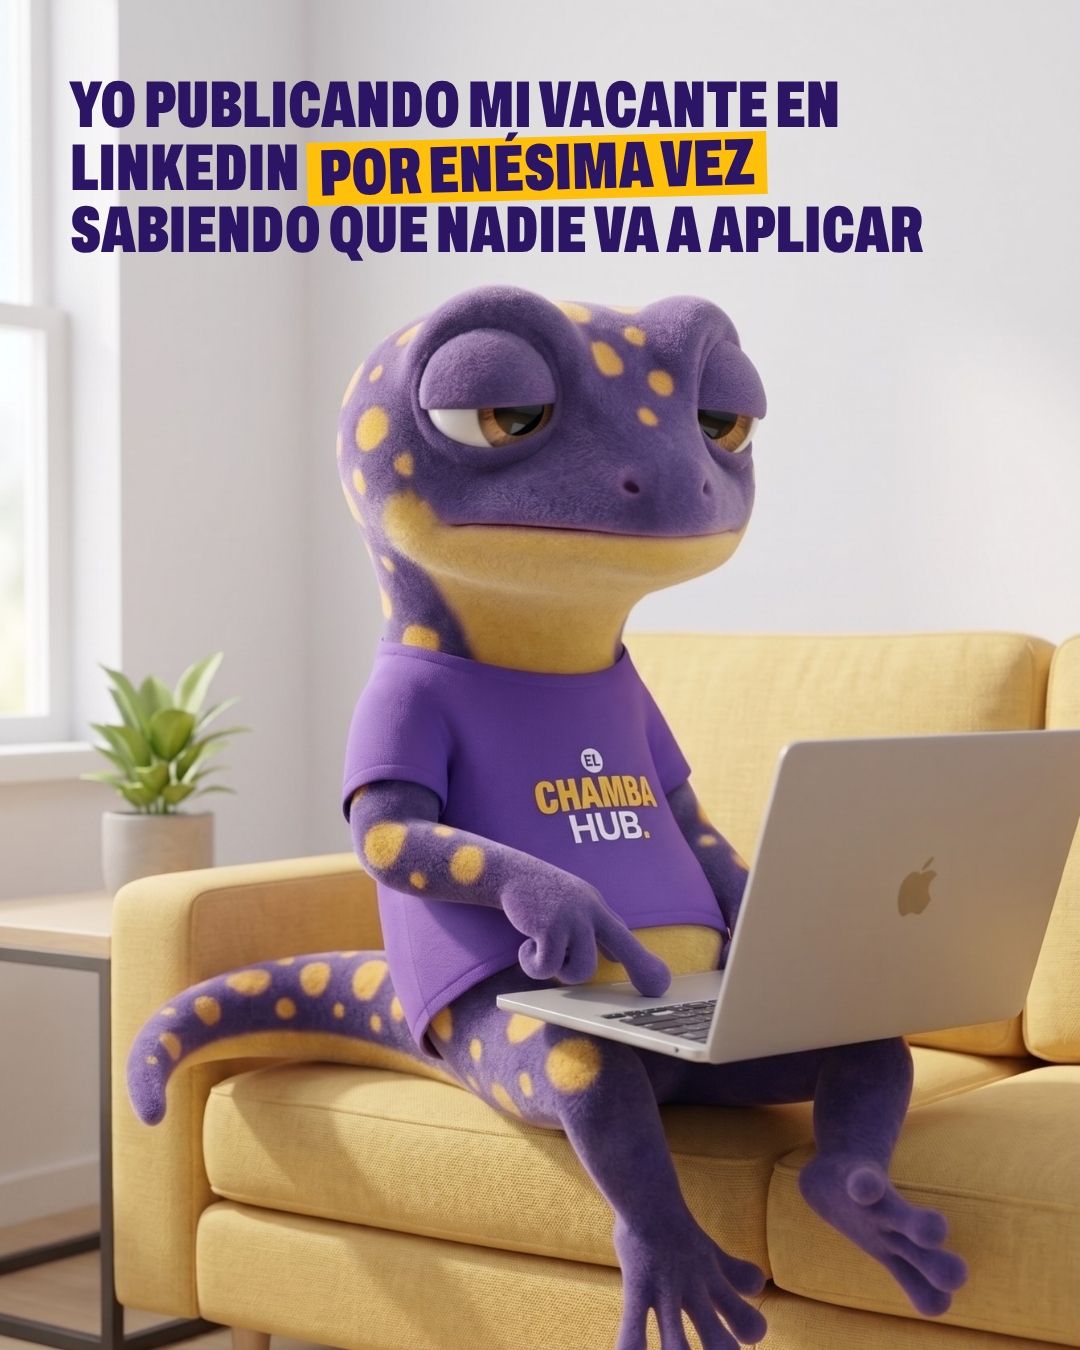 YO PUBLICANDO MI VACANTE EN
LINKEDIN POR ENÉSIMA VEZ
SABIENDO QUE NADIE VA A APLICAR
EL
CHAMBA
HUB.